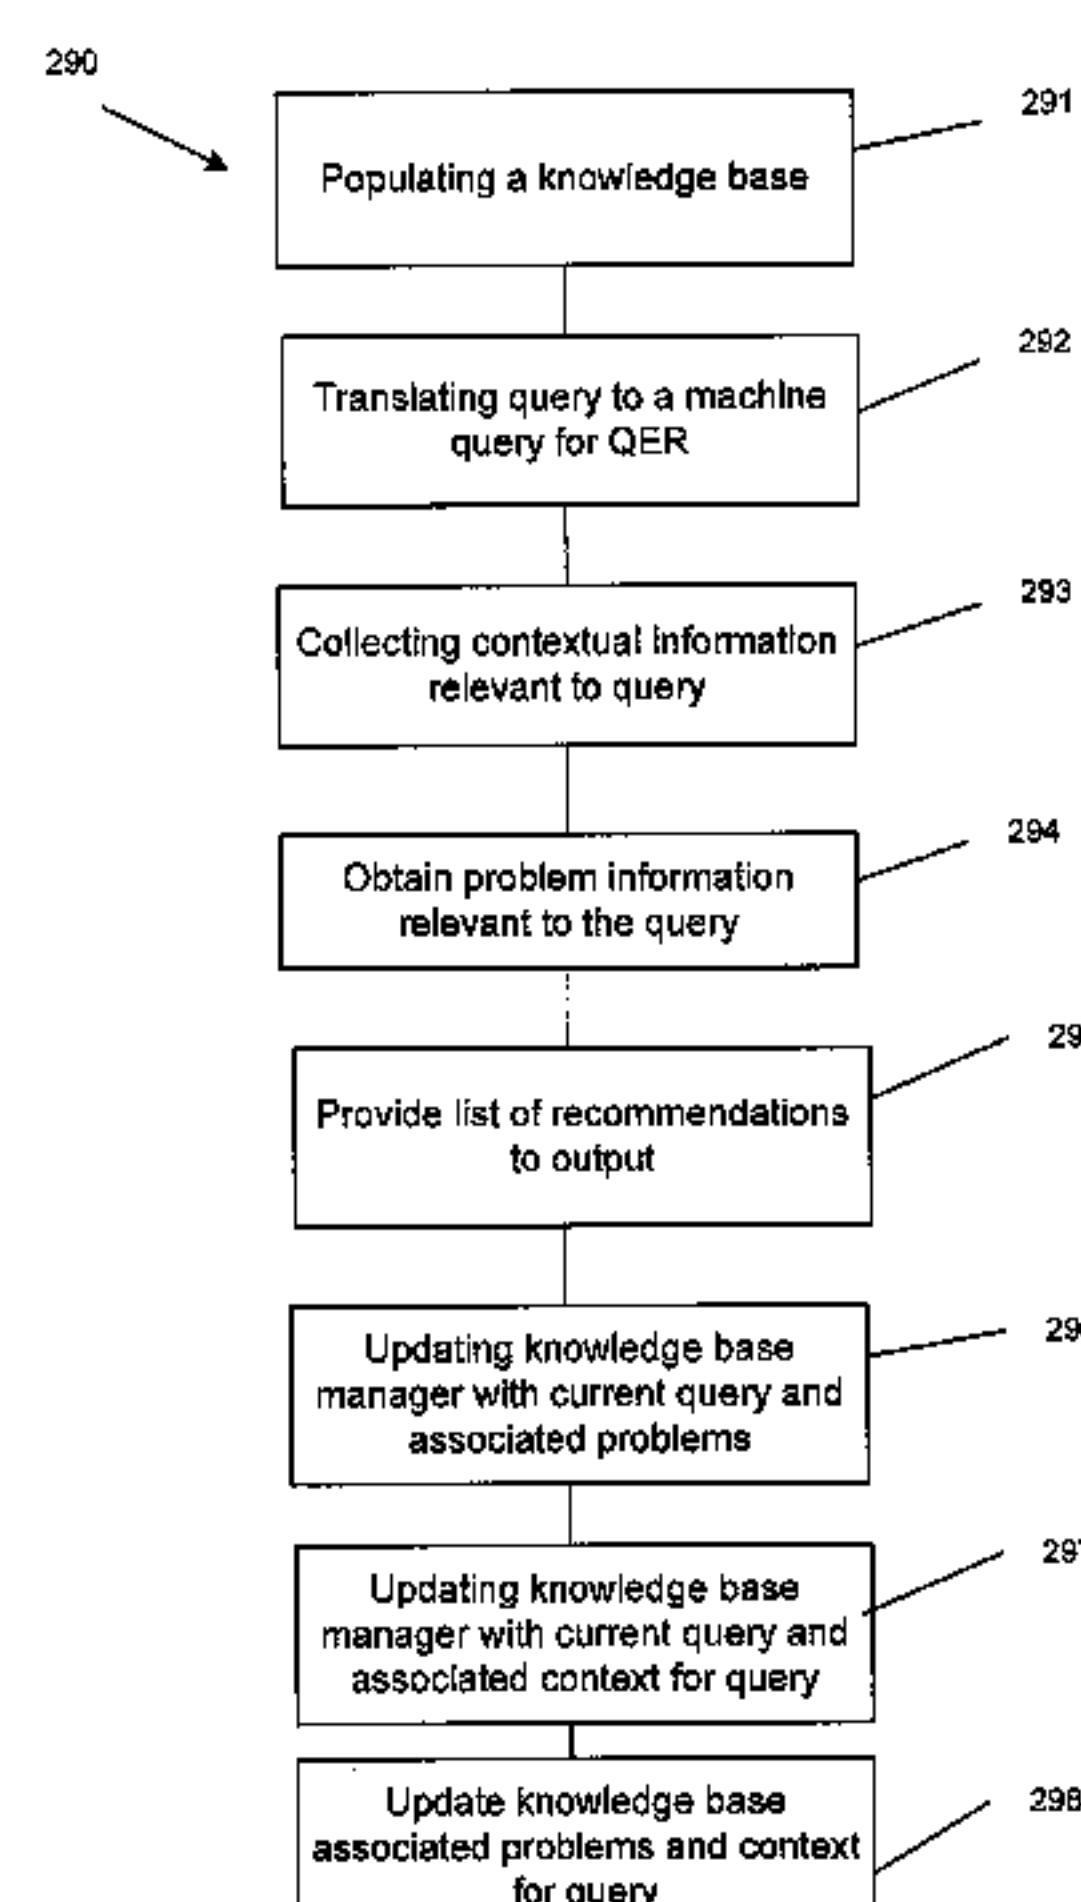 290
291
Populating a knowledge base
292
Translating query to a machine
query for QER
293
Collecting contextual information
relevant to query
294
Obtain problem information
relevant to the query
29
Provide list of recommendations
to output
29
Updating knowledge base
manager with current query and
associated problems
297
Updating knowledge base
manager with current query and
associated context for query
298
Update knowledge base
associated problems and context
for query